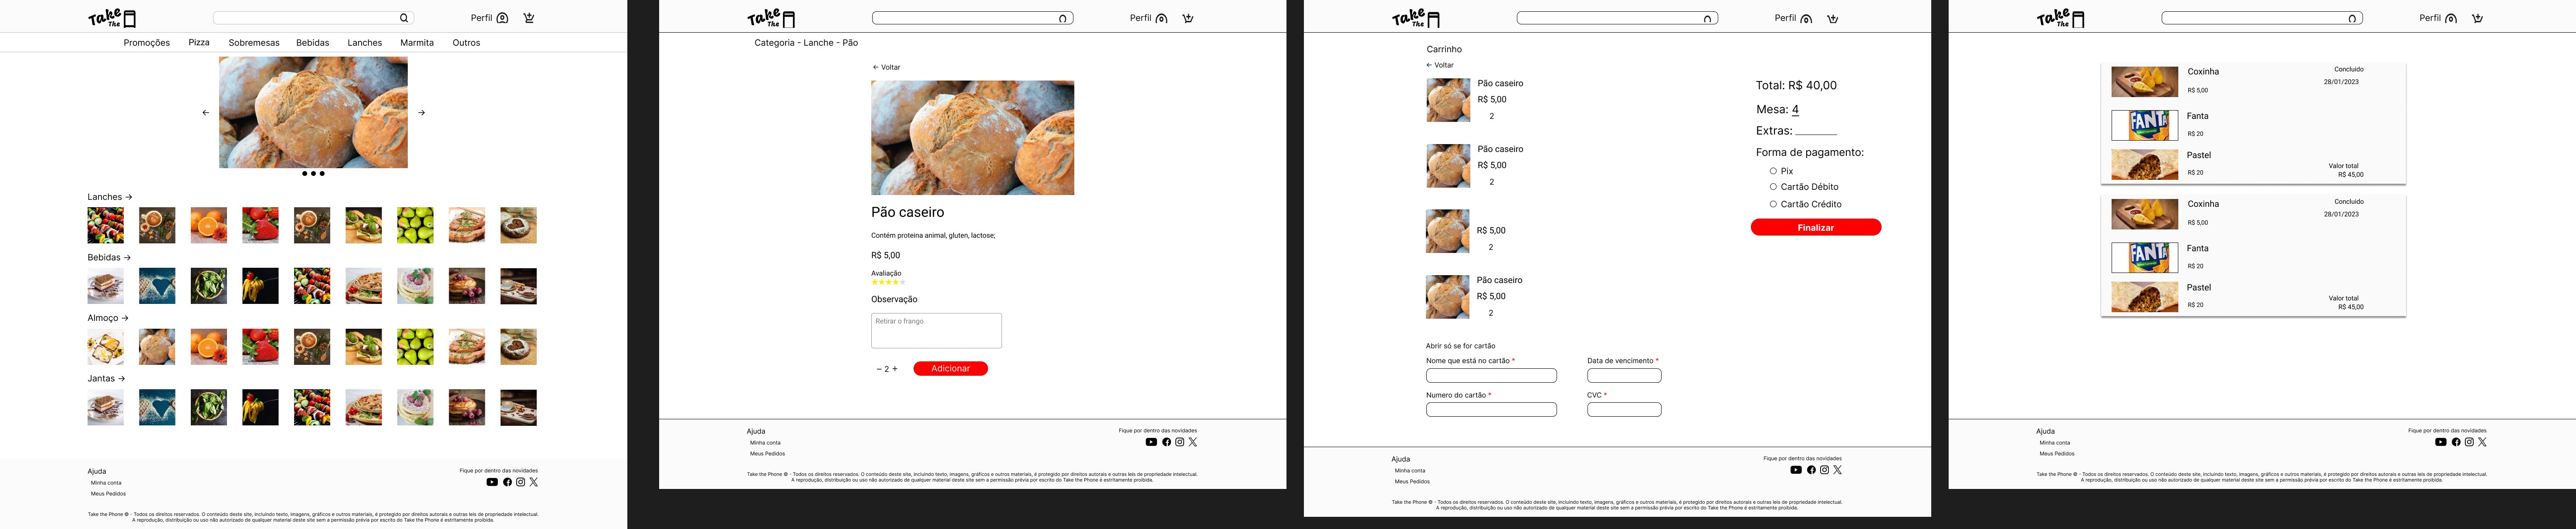 Take
The
Perfil
Promoções Pizza Sobremesas Bebidas Lanches Marmita Outros
← →
Lanches →
Bebidas →
Almoço →
Jantas →
Ajuda
Minha conta
Meus Pedidos
Fique por dentro das novidades
Take the Phone © - Todos os direitos reservados. O conteúdo deste site, incluindo texto, imagens, gráficos e outros materiais, é protegido por direitos autorais e outras leis de propriedade intelectual.
A reprodução, distribuição ou uso não autorizado de qualquer material deste site sem a permissão prévia por escrito do Take the Phone é estritamente proibida.
Take
The
Perfil
Categoria - Lanche - Pão
← Voltar
Pão caseiro
Contém proteina animal, gluten, lactose;
R$ 5,00
Avaliação
Observação
Retirar o frango
– 2 + Adicionar
Ajuda
Minha conta
Meus Pedidos
Fique por dentro das novidades
Take the Phone © - Todos os direitos reservados. O conteúdo deste site, incluindo texto, imagens, gráficos e outros materiais, é protegido por direitos autorais e outras leis de propriedade intelectual.
A reprodução, distribuição ou uso não autorizado de qualquer material deste site sem a permissão prévia por escrito do Take the Phone é estritamente proibida.
Take
The
Perfil
Carrinho
← Voltar
Pão caseiro
R$ 5,00
2
Pão caseiro
R$ 5,00
2
R$ 5,00
2
Pão caseiro
R$ 5,00
2
Total: R$ 40,00
Mesa: 4
Extras: ______
Forma de pagamento:
Pix
Cartão Débito
Cartão Crédito
Finalizar
Abrir só se for cartão
Nome que está no cartão * Data de vencimento *
Numero do cartão * CVC *
Ajuda
Minha conta
Meus Pedidos
Fique por dentro das novidades
Take the Phone © - Todos os direitos reservados. O conteúdo deste site, incluindo texto, imagens, gráficos e outros materiais, é protegido por direitos autorais e outras leis de propriedade intelectual.
A reprodução, distribuição ou uso não autorizado de qualquer material deste site sem a permissão prévia por escrito do Take the Phone é estritamente proibida.
Take
The
Perfil
Coxinha
R$ 5,00
Concluido
28/01/2023
FANTA
Fanta
R$ 20
Pastel
R$ 20
Valor total
R$ 45,00
Coxinha
R$ 5,00
Concluido
28/01/2023
FANTA
Fanta
R$ 20
Pastel
R$ 20
Valor total
R$ 45,00
Ajuda
Minha conta
Meus Pedidos
Fique por dentro das novidades
Take the Phone © - Todos os direitos reservados. O conteúdo deste site, incluindo texto, imagens, gráficos e outros materiais, é protegido por direitos autorais e outras leis de propriedade intelectual.
A reprodução, distribuição ou uso não autorizado de qualquer material deste site sem a permissão prévia por escrito do Take the Phone é estritamente proibida.